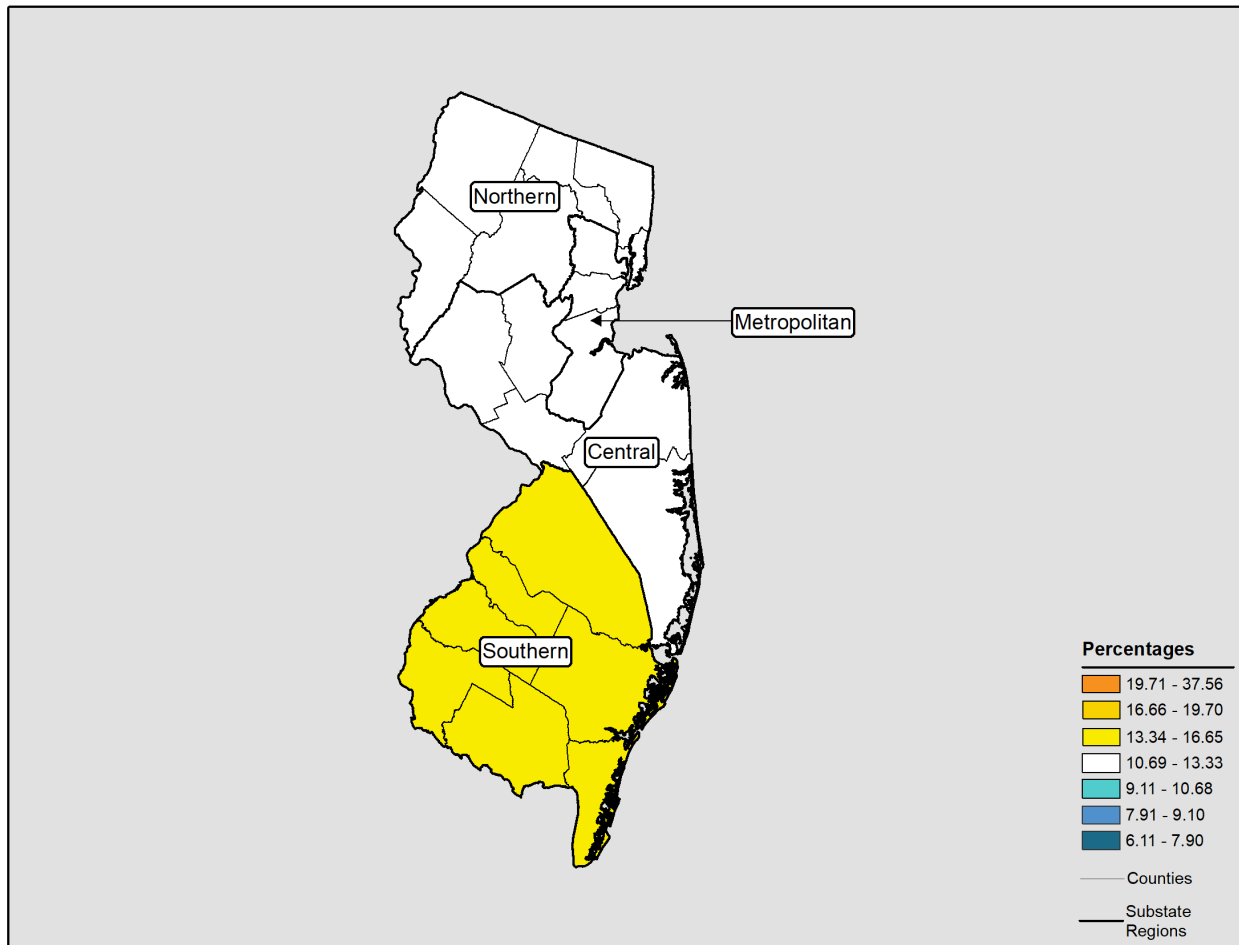 Northern
Metropolitan
Central
Southern
Percentages
19.71 - 37.56
16.66 - 19.70
13.34 - 16.65
10.69 - 13.33
9.11 - 10.68
7.91 - 9.10
6.11 - 7.90
Counties
Substate
Regions